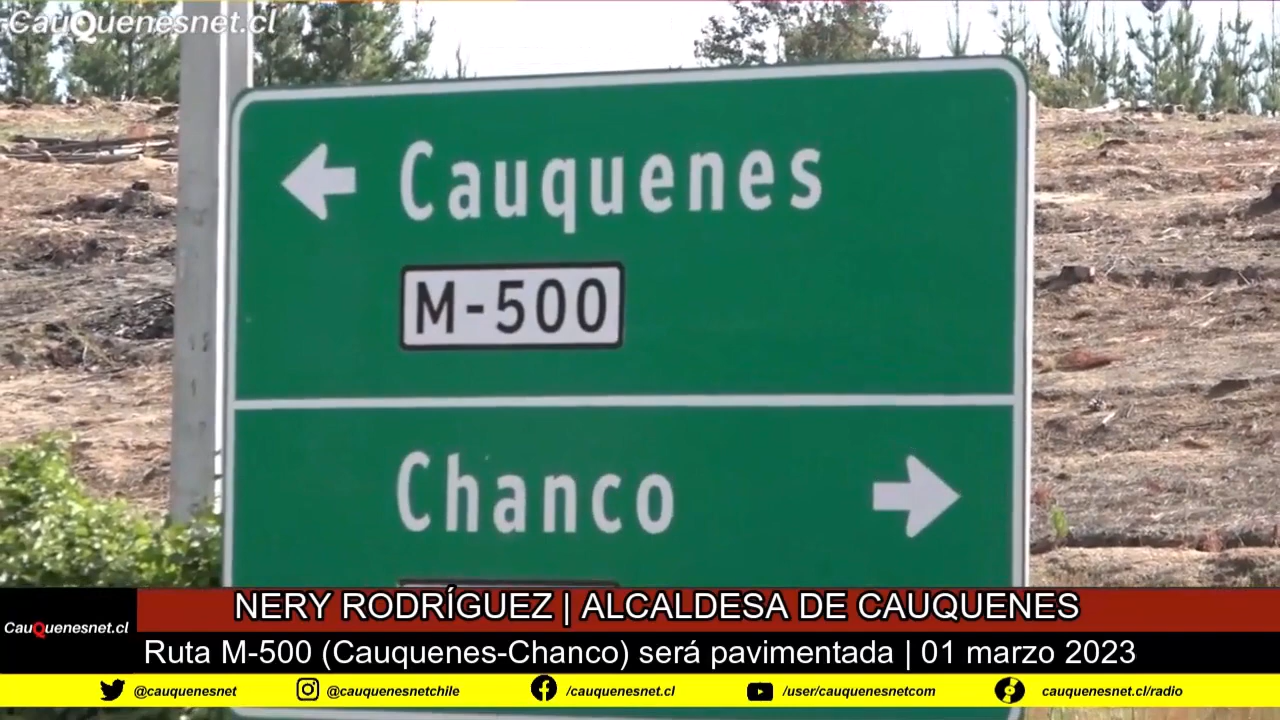 CauQuenesnet.cl
Cauquenes
M-500
Chanco
NERY RODRÍGUEZ | ALCALDESA DE CAUQUENES
CauQuenesnet.cl
Ruta M-500 (Cauquenes-Chanco) será pavimentada | 01 marzo 2023
@cauquenesnet @cauquenesnetchile /cauquenesnet.cl /user/cauquenesnetcom cauquenesnet.cl/radio